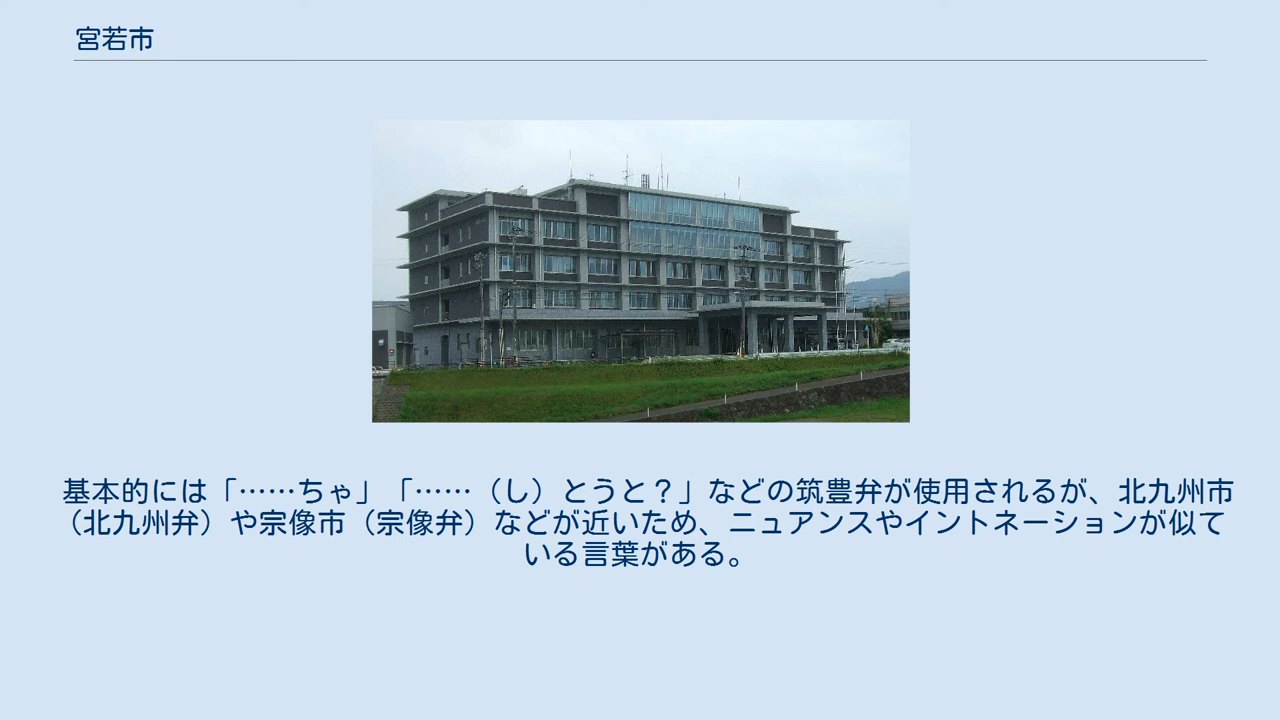 宮若市
基本的には「……ちゃ」「……（し）とうと？」などの筑豊弁が使用されるが、北九州市
（北九州弁）や宗像市（宗像弁）などが近いため、ニュアンスやイントネーションが似て
いる言葉がある。